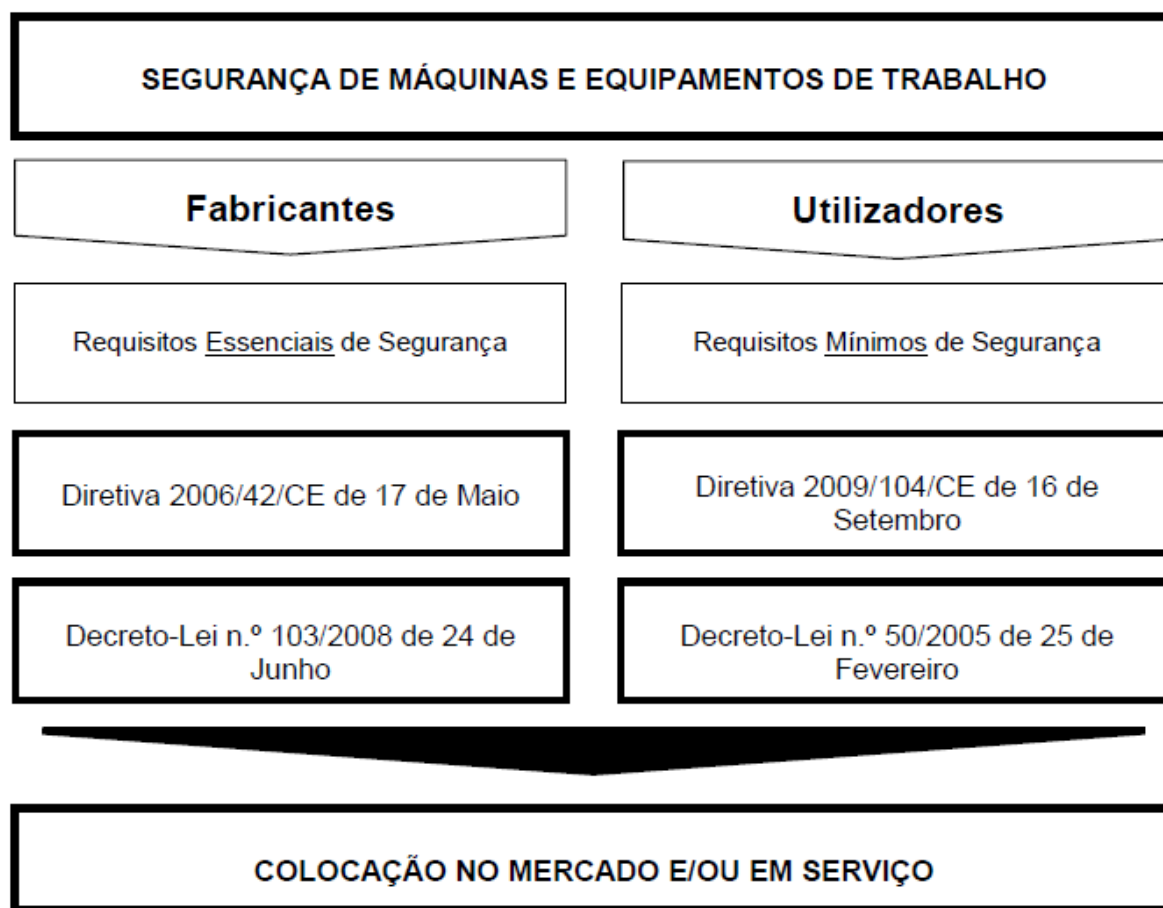 SEGURANÇA DE MÁQUINAS E EQUIPAMENTOS DE TRABALHO
Fabricantes
Utilizadores
Requisitos Essenciais de Segurança
Requisitos Mínimos de Segurança
Diretiva 2006/42/CE de 17 de Maio
Diretiva 2009/104/CE de 16 de
Setembro
Decreto-Lei n.º 103/2008 de 24 de
Junho
Decreto-Lei n.º 50/2005 de 25 de
Fevereiro
COLOCAÇÃO NO MERCADO E/OU EM SERVIÇO